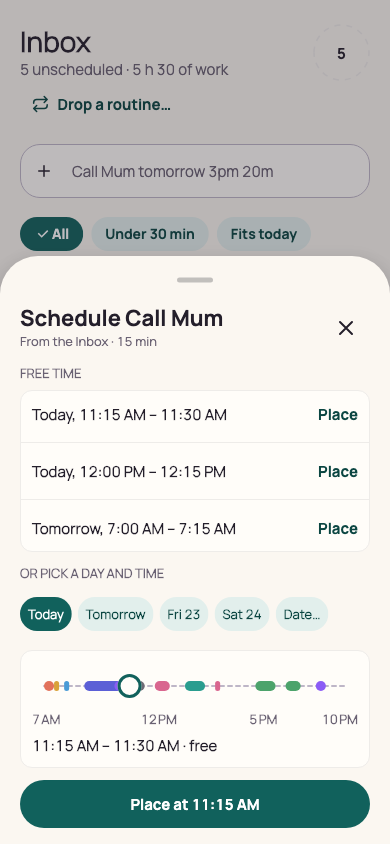 Inbox
5 unscheduled · 5 h 30 of work
5
Drop a routine...
Call Mum tomorrow 3pm 20m
All
Under 30 min
Fits today
Schedule Call Mum
From the Inbox · 15 min
FREE TIME
Today, 11:15 AM – 11:30 AM
Place
Today, 12:00 PM – 12:15 PM
Place
Tomorrow, 7:00 AM – 7:15 AM
Place
OR PICK A DAY AND TIME
Today
Tomorrow
Fri 23
Sat 24
Date...
7 AM
12 PM
5 PM
10 PM
11:15 AM – 11:30 AM · free
Place at 11:15 AM